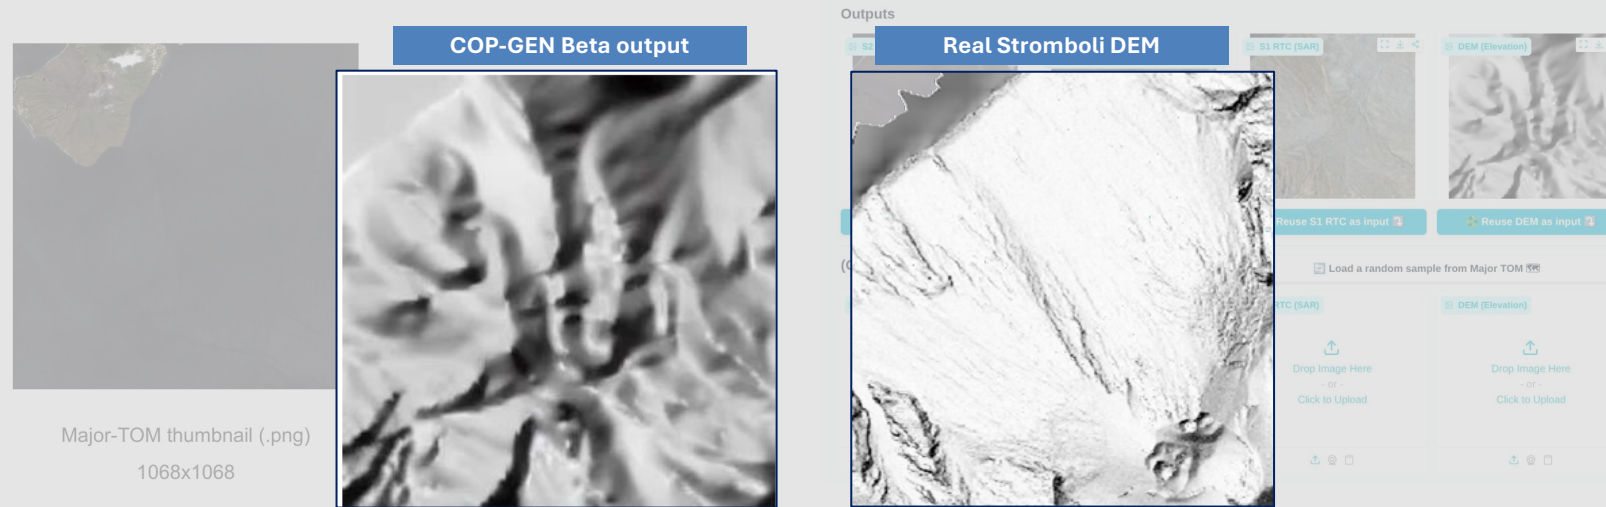 Outputs
COP-GEN Beta output
Real Stromboli DEM
S2
S1 RTC (SAR)
DEM (Elevation)
Reuse S1 RTC as input
Reuse DEM as input
Load a random sample from Major TOM
RTC (SAR)
DEM (Elevation)
Drop Image Here
- or -
Click to Upload
Drop Image Here
- or -
Click to Upload
Major-TOM thumbnail (.png)
1068x1068